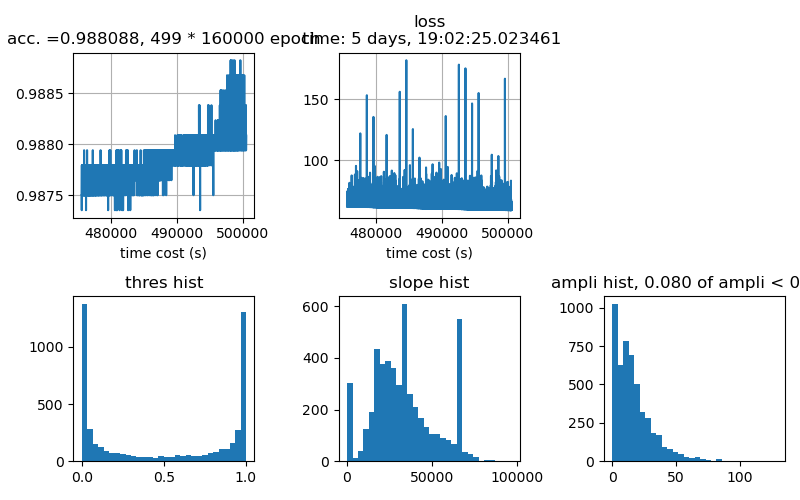 loss
acc. =0.988088, 499 * 160000 epoch
time: 5 days, 19:02:25.023461
0.9885
0.9880
0.9875
480000 490000 500000
time cost (s)
150
100
480000 490000 500000
time cost (s)
thres hist
1000
500
0
0.0 0.5 1.0
slope hist
600
400
200
0
0 50000 100000
ampli hist, 0.080 of ampli < 0
1000
750
500
250
0
0 50 100